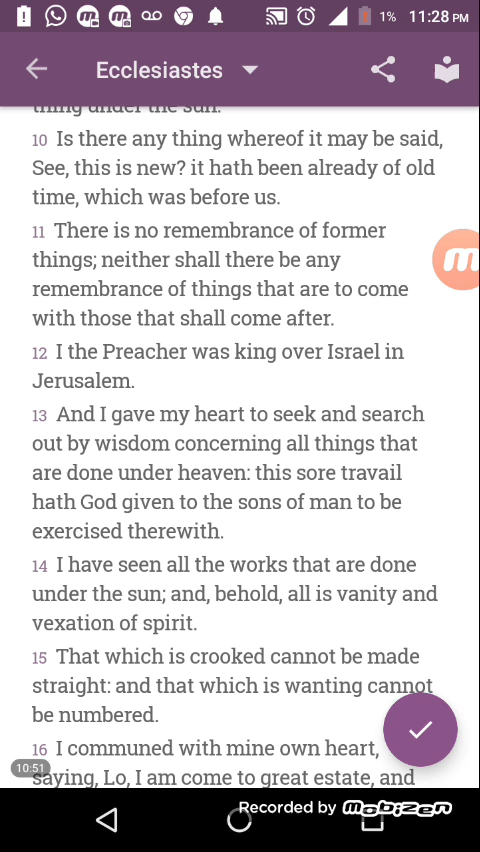 1% 11:28 PM
Ecclesiastes
thing under the sun.
10 Is there any thing whereof it may be said,
See, this is new? it hath been already of old
time, which was before us.
11 There is no remembrance of former
things; neither shall there be any
remembrance of things that are to come
with those that shall come after.
12 I the Preacher was king over Israel in
Jerusalem.
13 And I gave my heart to seek and search
out by wisdom concerning all things that
are done under heaven: this sore travail
hath God given to the sons of man to be
exercised therewith.
14 I have seen all the works that are done
under the sun; and, behold, all is vanity and
vexation of spirit.
15 That which is crooked cannot be made
straight: and that which is wanting cannot
be numbered.
16 I communed with mine own heart,
10:51
saying, Lo, I am come to great estate, and
Recorded by mobizen